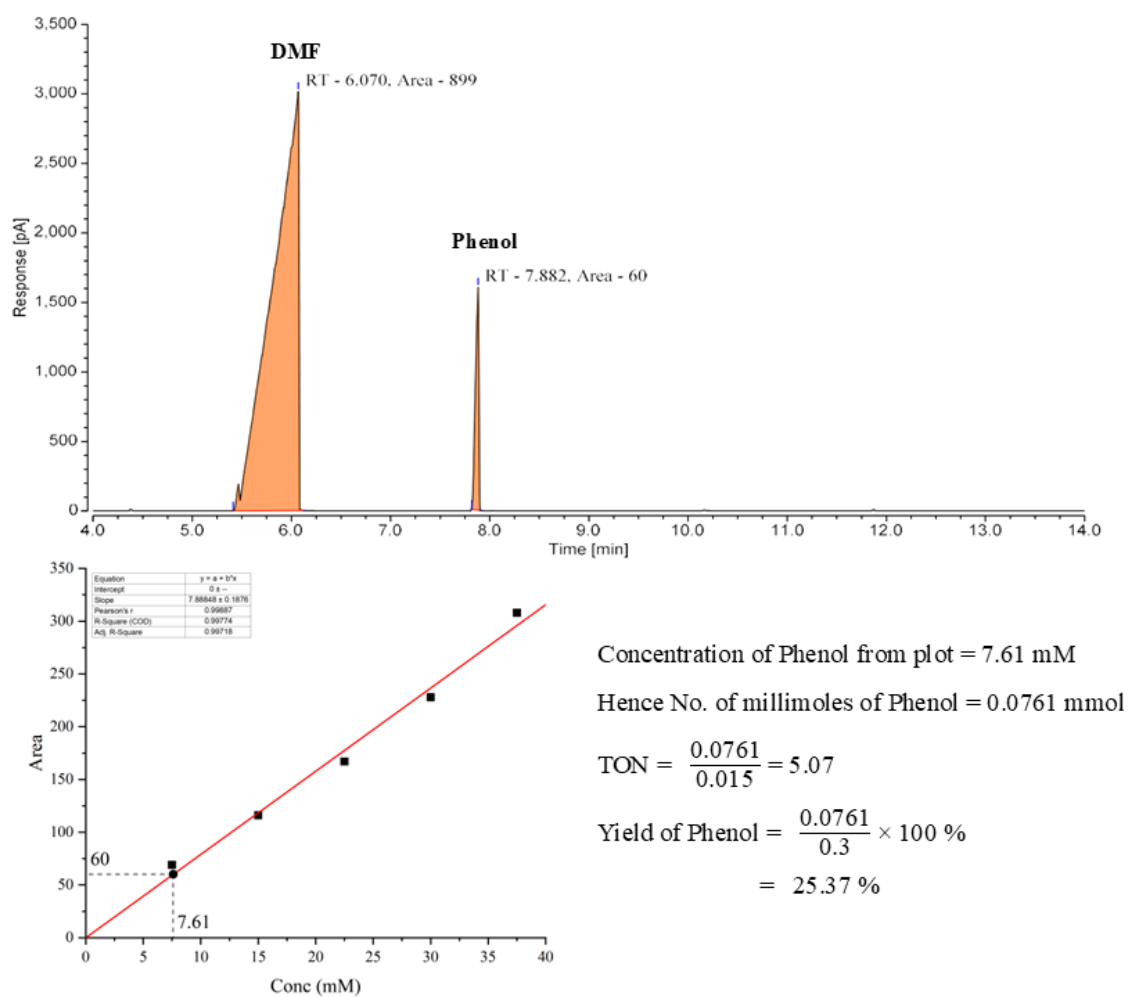 3,500
DMF
RT - 6.070, Area - 899
3,000
2,500
2,000
Phenol
RT - 7.882, Area - 60
1,500
1,000
500
0
Response [pA]
4.0 5.0 6.0 7.0 8.0 9.0 10.0 11.0 12.0 13.0 14.0
Time [min]
350
300
250
200
150
100
50
0
Area
Equation y = a + b*x
Intercept 0 ± --
Slope 7.88848 ± 0.1876
Pearson's r 0.99887
R-Square (COD) 0.99774
Adj. R-Square 0.99718
60
7.61
0 5 10 15 20 25 30 35 40
Conc (mM)
Concentration of Phenol from plot = 7.61 mM
Hence No. of millimoles of Phenol = 0.0761 mmol
TON = 0.0761 / 0.015 = 5.07
Yield of Phenol = 0.0761 / 0.3 × 100 %
= 25.37 %